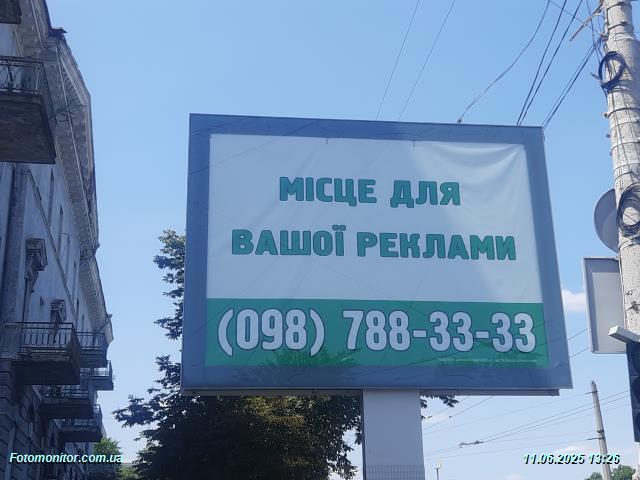 МІСЦЕ ДЛЯ
ВАШОЇ РЕКЛАМИ
(098) 788-33-33
Fotomonitor.com.ua
11.06.2025 13:26